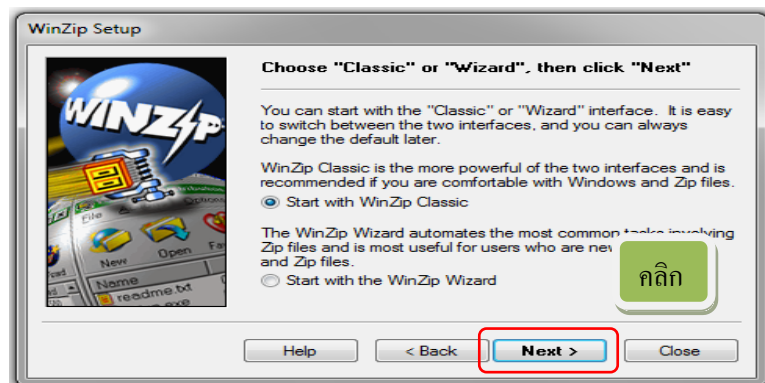 WinZip Setup
WINZIP
File
Options
New
Open
Name
readme.txt
Choose "Classic" or "Wizard", then click "Next"
You can start with the "Classic" or "Wizard" interface. It is easy
to switch between the two interfaces, and you can always
change the default later.
WinZip Classic is the more powerful of the two interfaces and is
recommended if you are comfortable with Windows and Zip files.
Start with WinZip Classic
The WinZip Wizard automates the most common tasks involving
Zip files and is most useful for users who are
and Zip files.
คลิก
Start with the WinZip Wizard
Help
< Back
Next >
Close